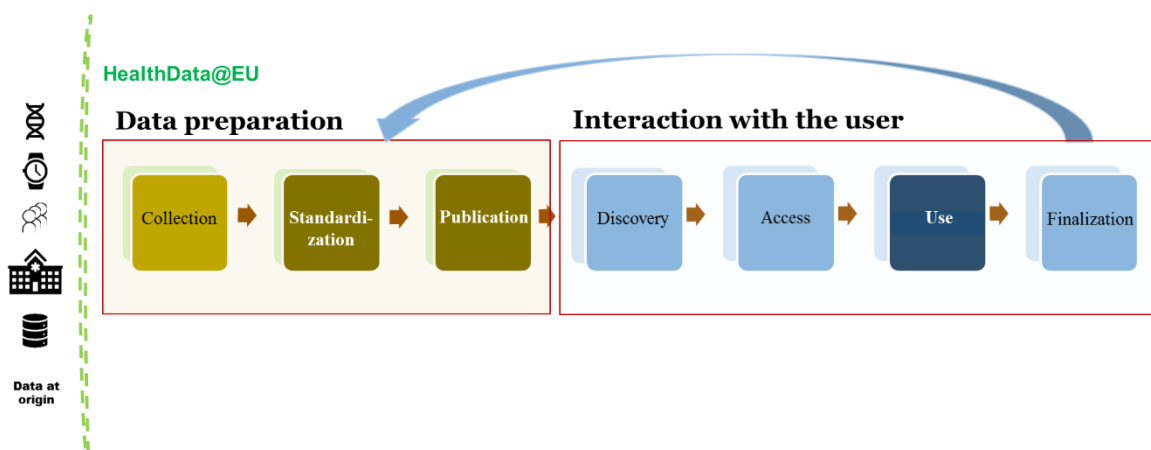 HealthData@EU
Data preparation
Interaction with the user
Collection
Standardi-
zation
Publication
Discovery
Access
Use
Finalization
Data at
origin